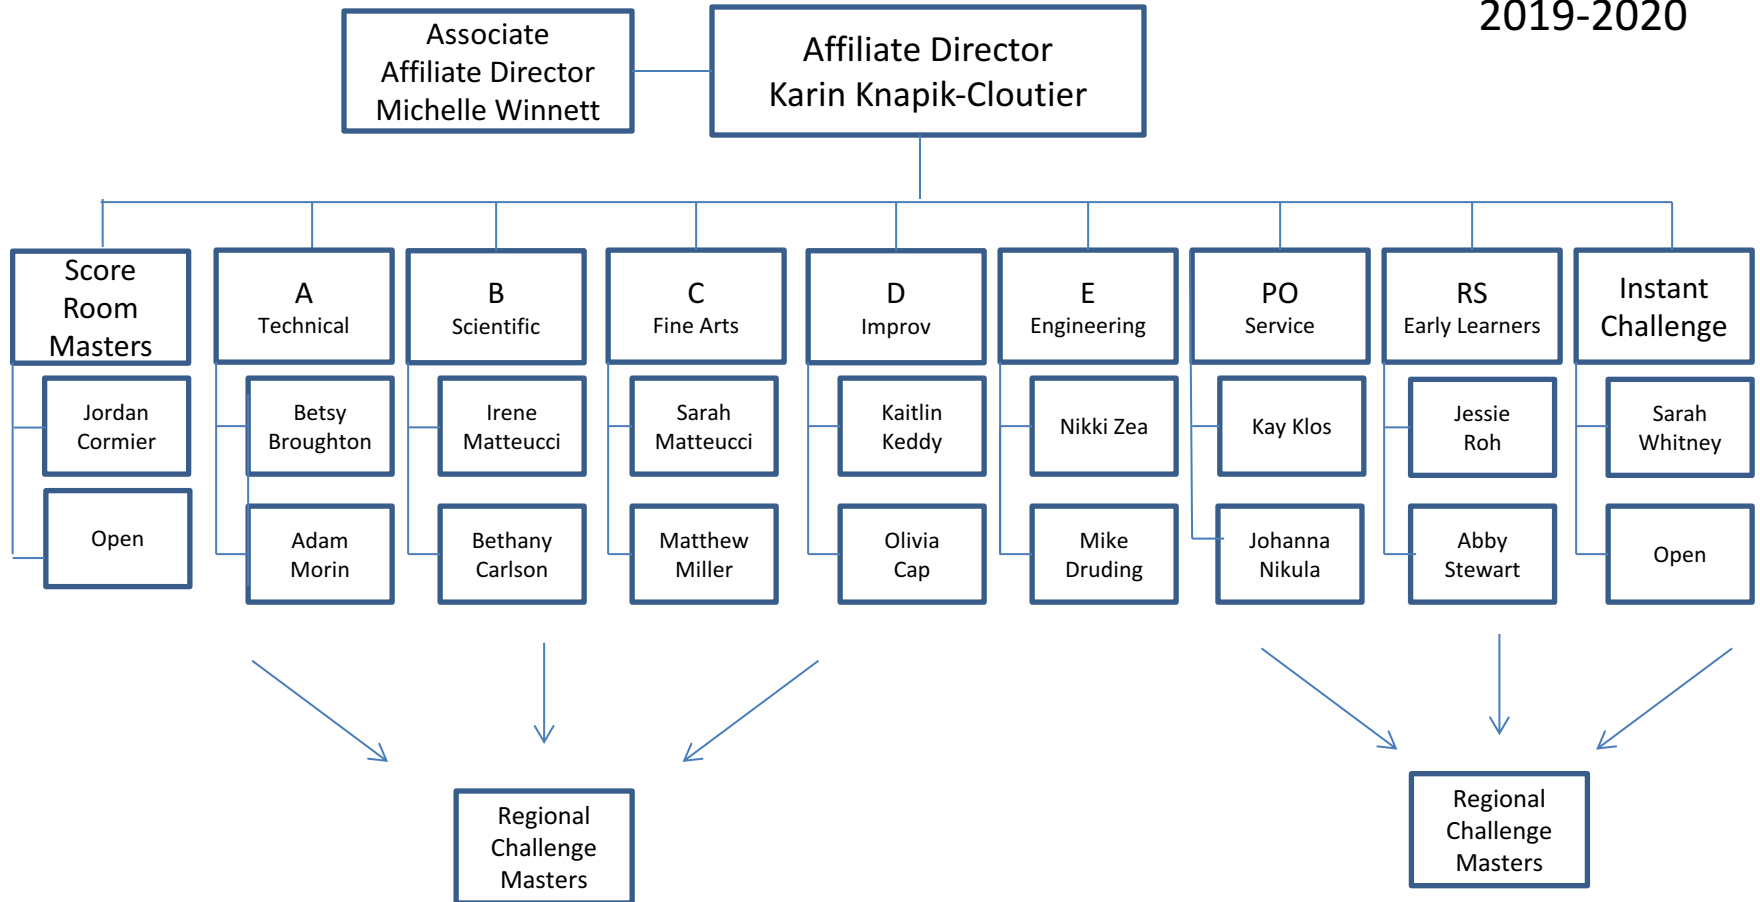 2019-2020
Associate
Affiliate Director
Michelle Winnett
Affiliate Director
Karin Knapik-Cloutier
Score
Room
Masters
A
Technical
B
Scientific
C
Fine Arts
D
Improv
E
Engineering
PO
Service
RS
Early Learners
Instant
Challenge
Jordan
Cormier
Betsy
Broughton
Irene
Matteucci
Sarah
Matteucci
Kaitlin
Keddy
Nikki Zea
Kay Klos
Jessie
Roh
Sarah
Whitney
Open
Adam
Morin
Bethany
Carlson
Matthew
Miller
Olivia
Cap
Mike
Druding
Johanna
Nikula
Abby
Stewart
Open
Regional
Challenge
Masters
Regional
Challenge
Masters